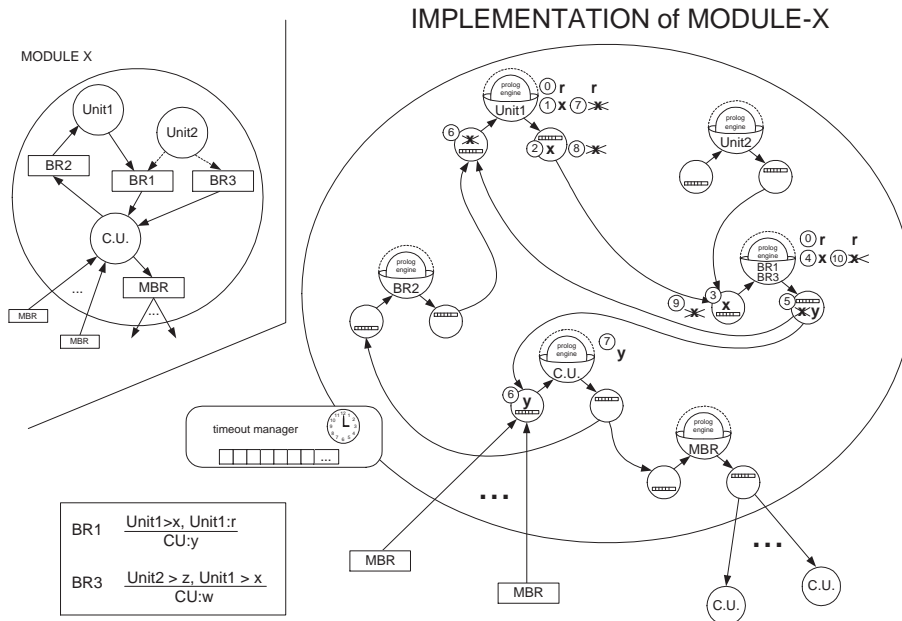 IMPLEMENTATION of MODULE-X
MODULE X
Unit1
Unit2
BR2
BR1
BR3
C.U.
MBR
...
...
MBR
MBR
prolog
engine
Unit1
0 r r
1 x 7 x
6 x
2 x
8 x
prolog
engine
Unit2
prolog
engine
BR2
prolog
engine
BR1
BR3
0 r r
4 x 10 x
9 x
3 x
5 x y
prolog
engine
C.U.
7 y
6 y
prolog
engine
MBR
timeout manager
...
...
...
MBR
MBR
C.U.
C.U.
BR1 Unit1>x, Unit1:r
CU:y
BR3 Unit2 > z, Unit1 > x
CU:w